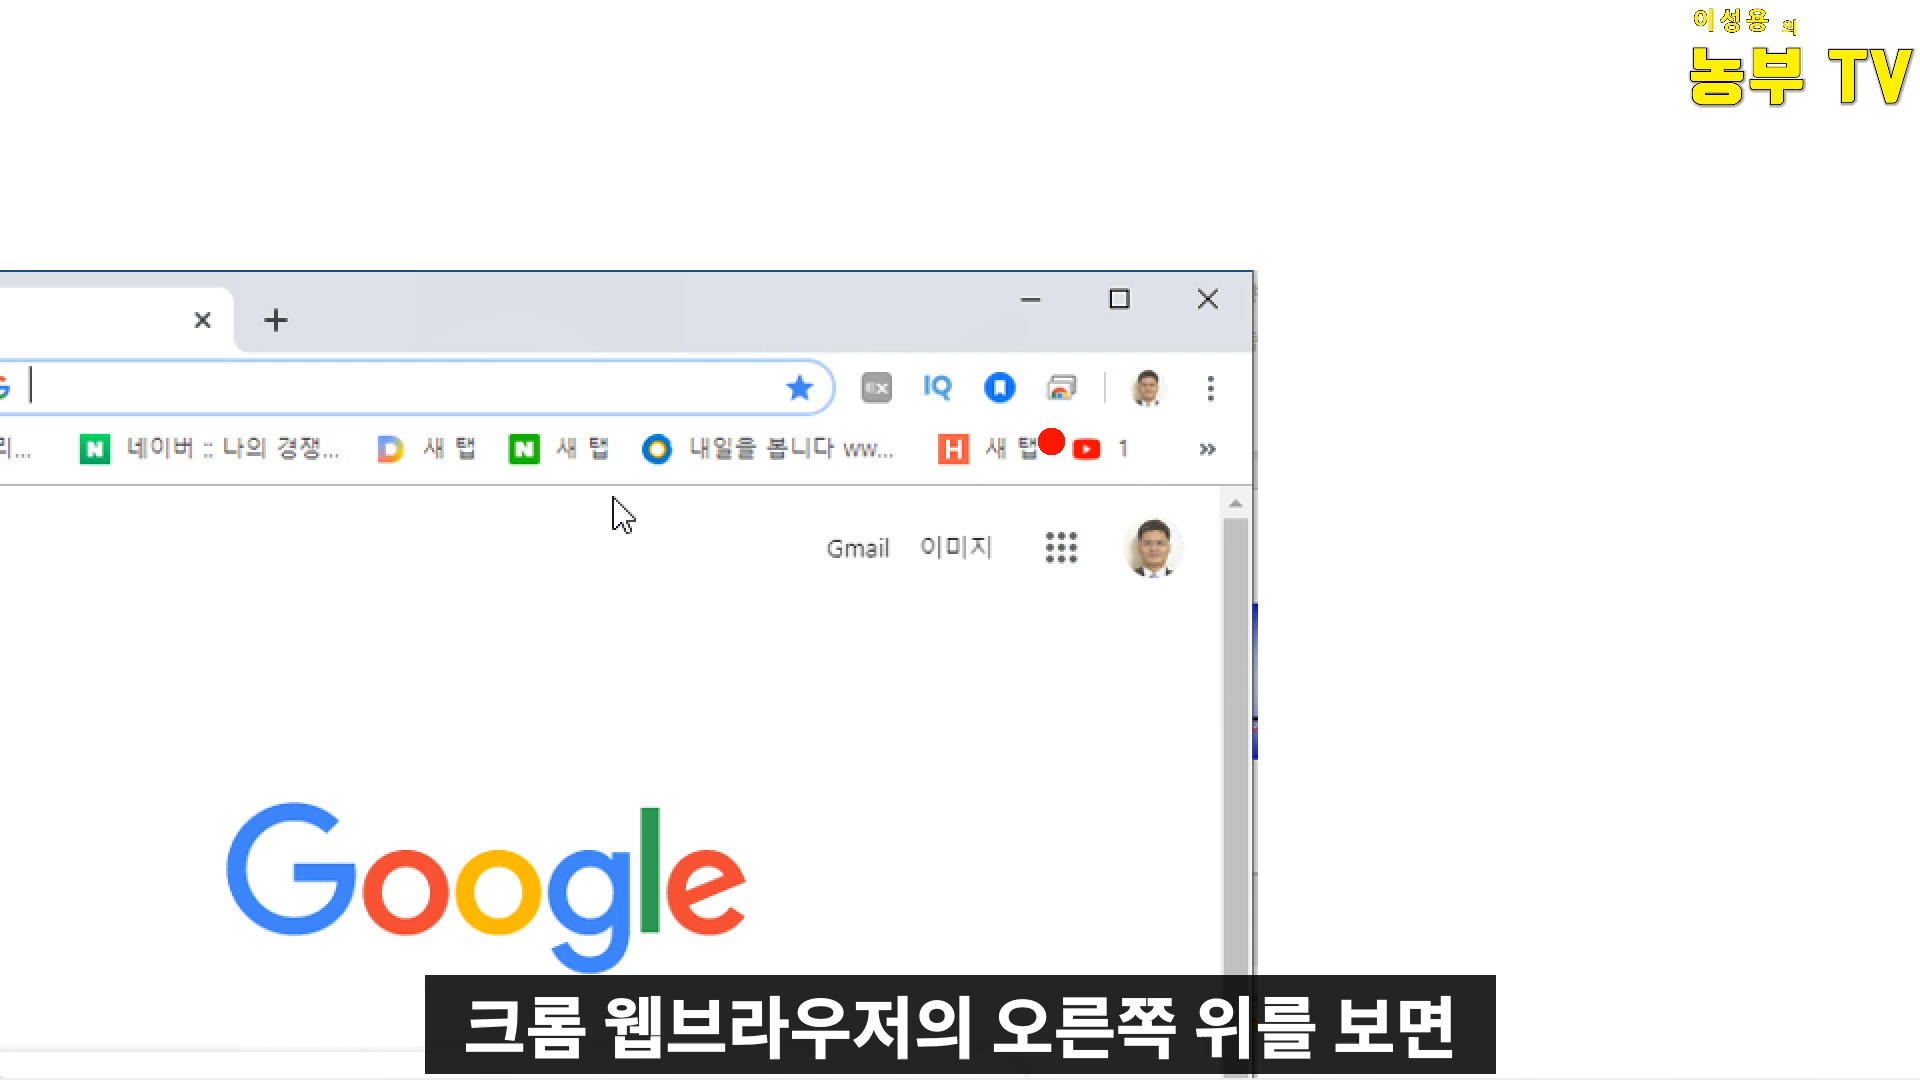 이성용 의
농부 TV
IQ
리...
네이버 :: 나의 경쟁...
새 탭
새 탭
내일을 봅니다 ww...
H
새 탭
1
»
Gmail
이미지
Google
크롬 웹브라우저의 오른쪽 위를 보면